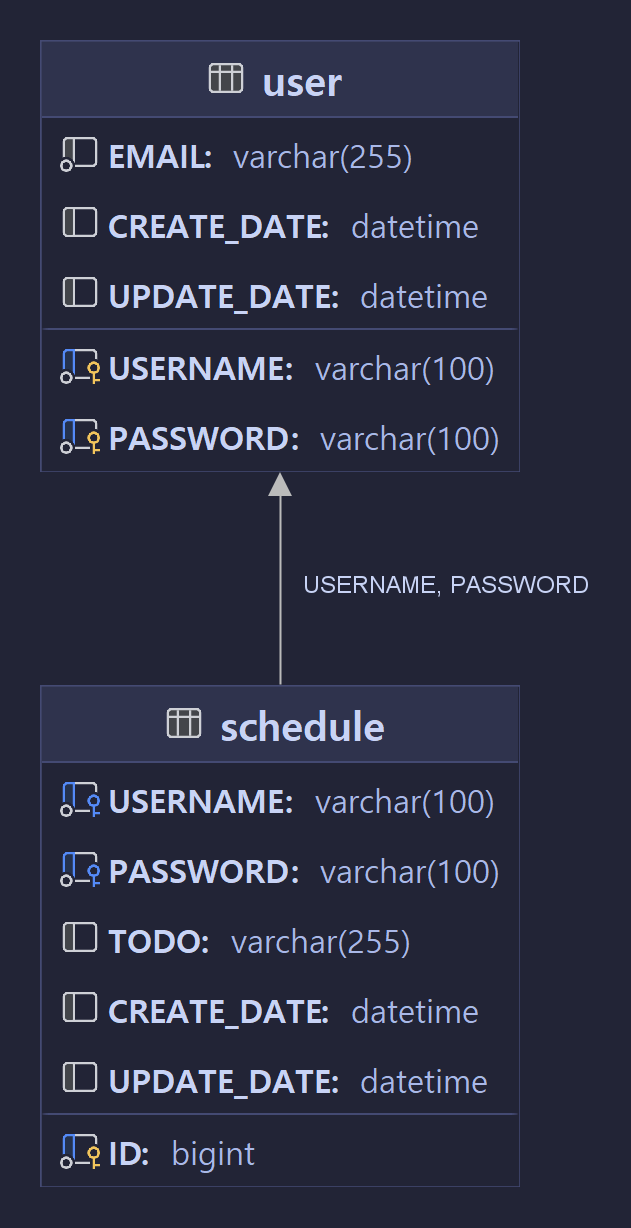 user
EMAIL: varchar(255)
CREATE_DATE: datetime
UPDATE_DATE: datetime
USERNAME: varchar(100)
PASSWORD: varchar(100)
USERNAME, PASSWORD
schedule
USERNAME: varchar(100)
PASSWORD: varchar(100)
TODO: varchar(255)
CREATE_DATE: datetime
UPDATE_DATE: datetime
ID: bigint